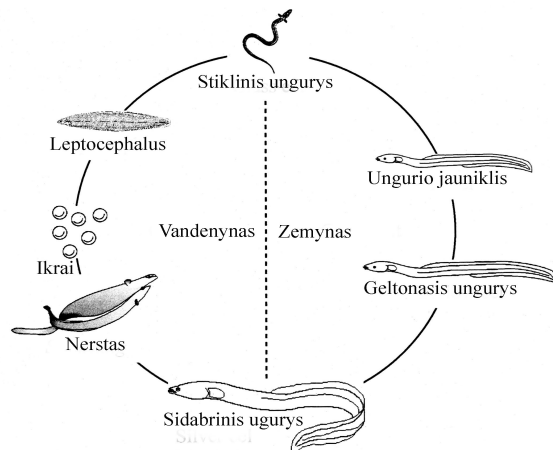 Stiklinis ungurys
Leptocephalus
Ungurio jauniklis
Vandenynas
Zemynas
Ikrai
Geltonasis ungurys
Nerstas
Sidabrinis ugurys